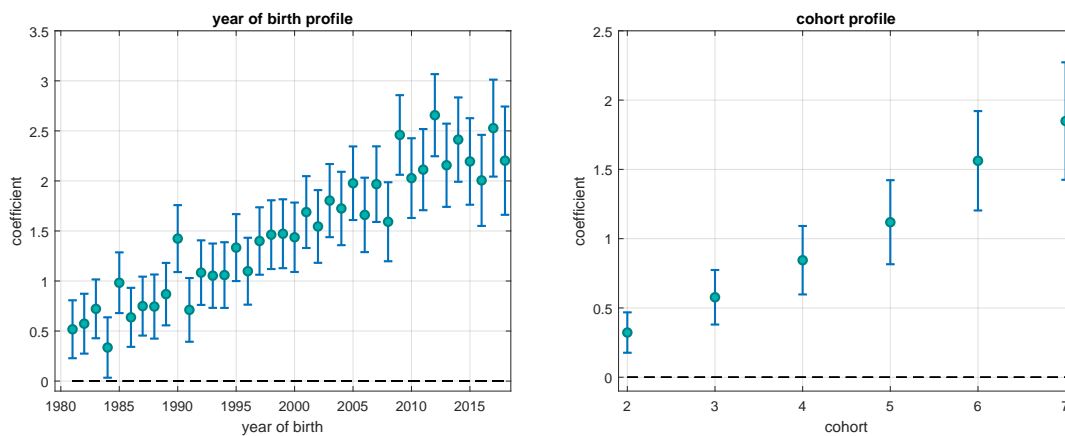 year of birth profile
3.5
3
2.5
2
1.5
1
0.5
0
coefficient
1980 1985 1990 1995 2000 2005 2010 2015
year of birth
cohort profile
2.5
2
1.5
1
0.5
0
coefficient
2 3 4 5 6 7
cohort